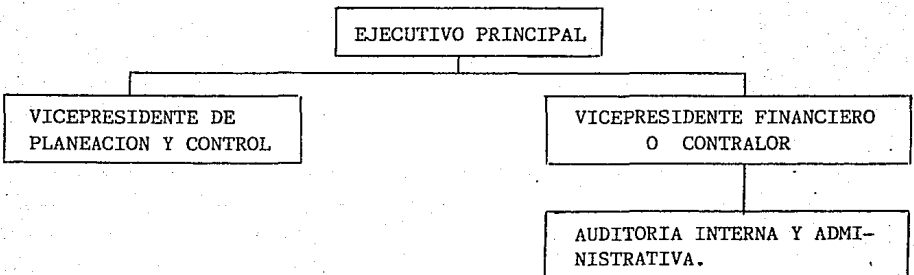 EJECUTIVO PRINCIPAL
VICEPRESIDENTE DE
PLANEACION Y CONTROL
VICEPRESIDENTE FINANCIERO
O CONTRALOR
AUDITORIA INTERNA Y ADMI-
NISTRATIVA.